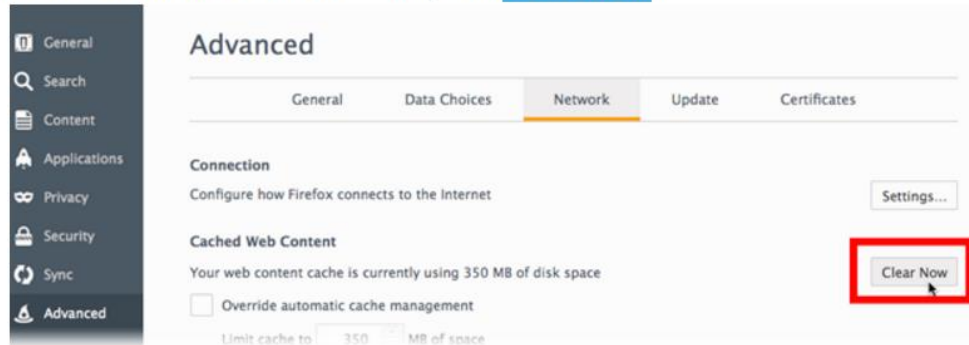 General
Search
Content
Applications
Privacy
Security
Sync
Advanced
Advanced
General Data Choices Network Update Certificates
Connection
Configure how Firefox connects to the Internet
Settings...
Cached Web Content
Your web content cache is currently using 350 MB of disk space
Clear Now
Override automatic cache management
Limit cache to 350 MB of space